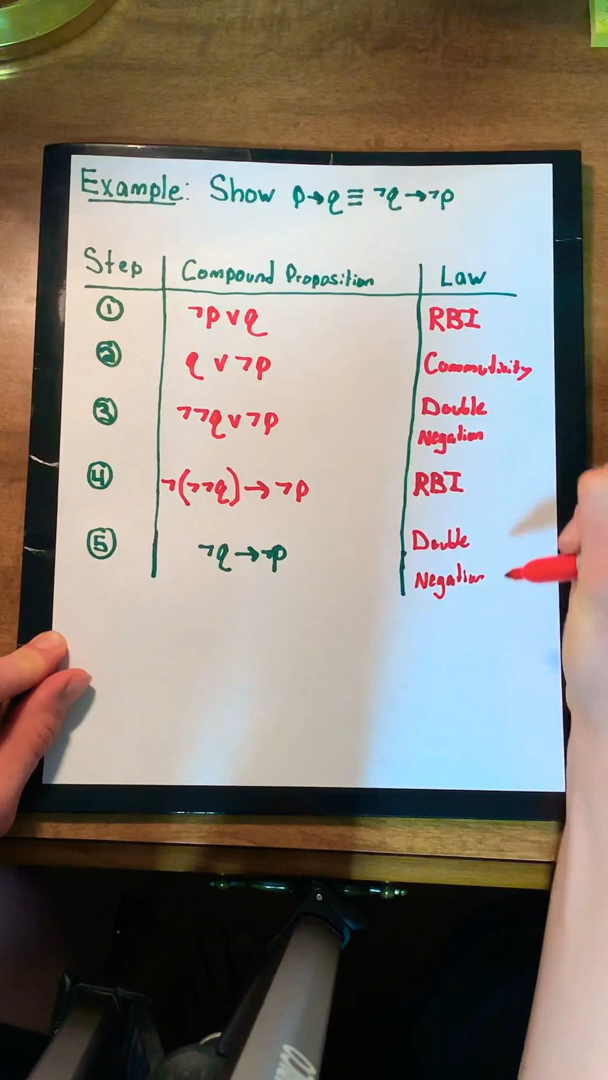 Example: Show p→q ≡ ¬q→¬p
Step Compound Proposition Law
① ¬p∨q RBI
② q ∨ ¬p Commutivity
③ ¬¬q∨¬p Double
Negation
④ ¬(¬¬q)→¬p RBI
⑤ ¬q→¬p Double
Negation